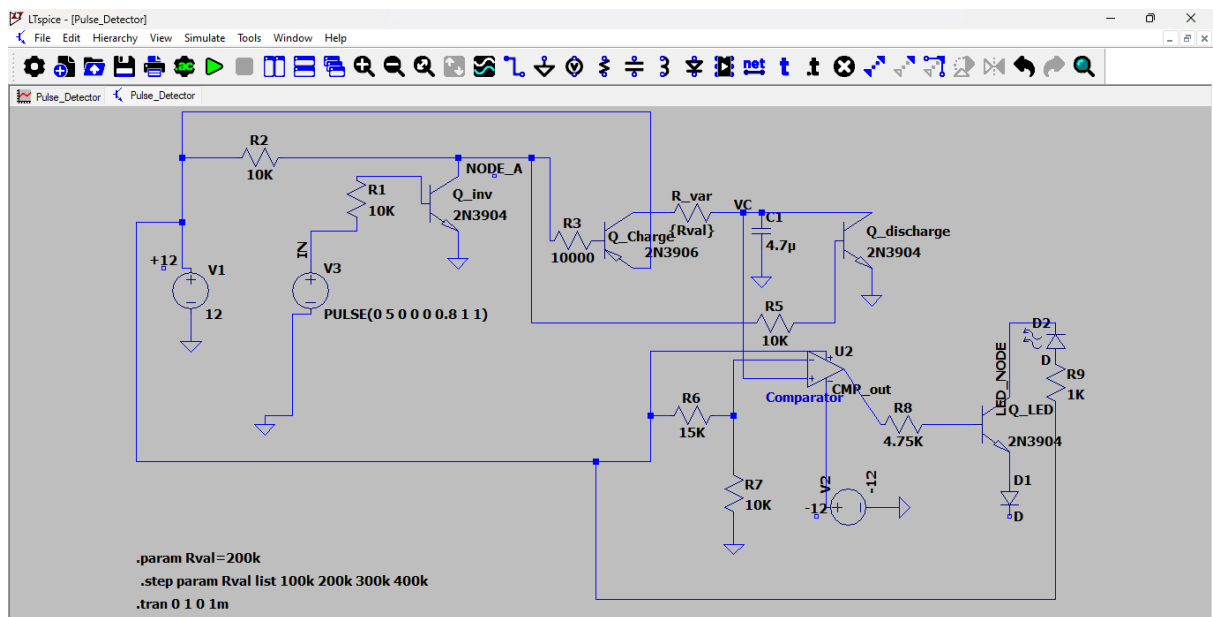 LTspice - [Pulse_Detector]
File Edit Hierarchy View Simulate Tools Window Help
.ac
net
t
.t
Pulse_Detector
Pulse_Detector
R2
10K
NODE_A
R1
10K
Q_inv
2N3904
R_var
{Rval}
VC
C1
4.7µ
R3
10000
Q_Charge
2N3906
Q_discharge
2N3904
+12
V1
12
IN
V3
PULSE(0 5 0 0 0 0.8 1 1)
R5
10K
U2
Comparator
CMP_out
D2
D
R9
1K
LED_NODE
Q_LED
2N3904
R6
15K
R8
4.75K
R7
10K
V2
-12
-12
D1
D
.param Rval=200k
.step param Rval list 100k 200k 300k 400k
.tran 0 1 0 1m